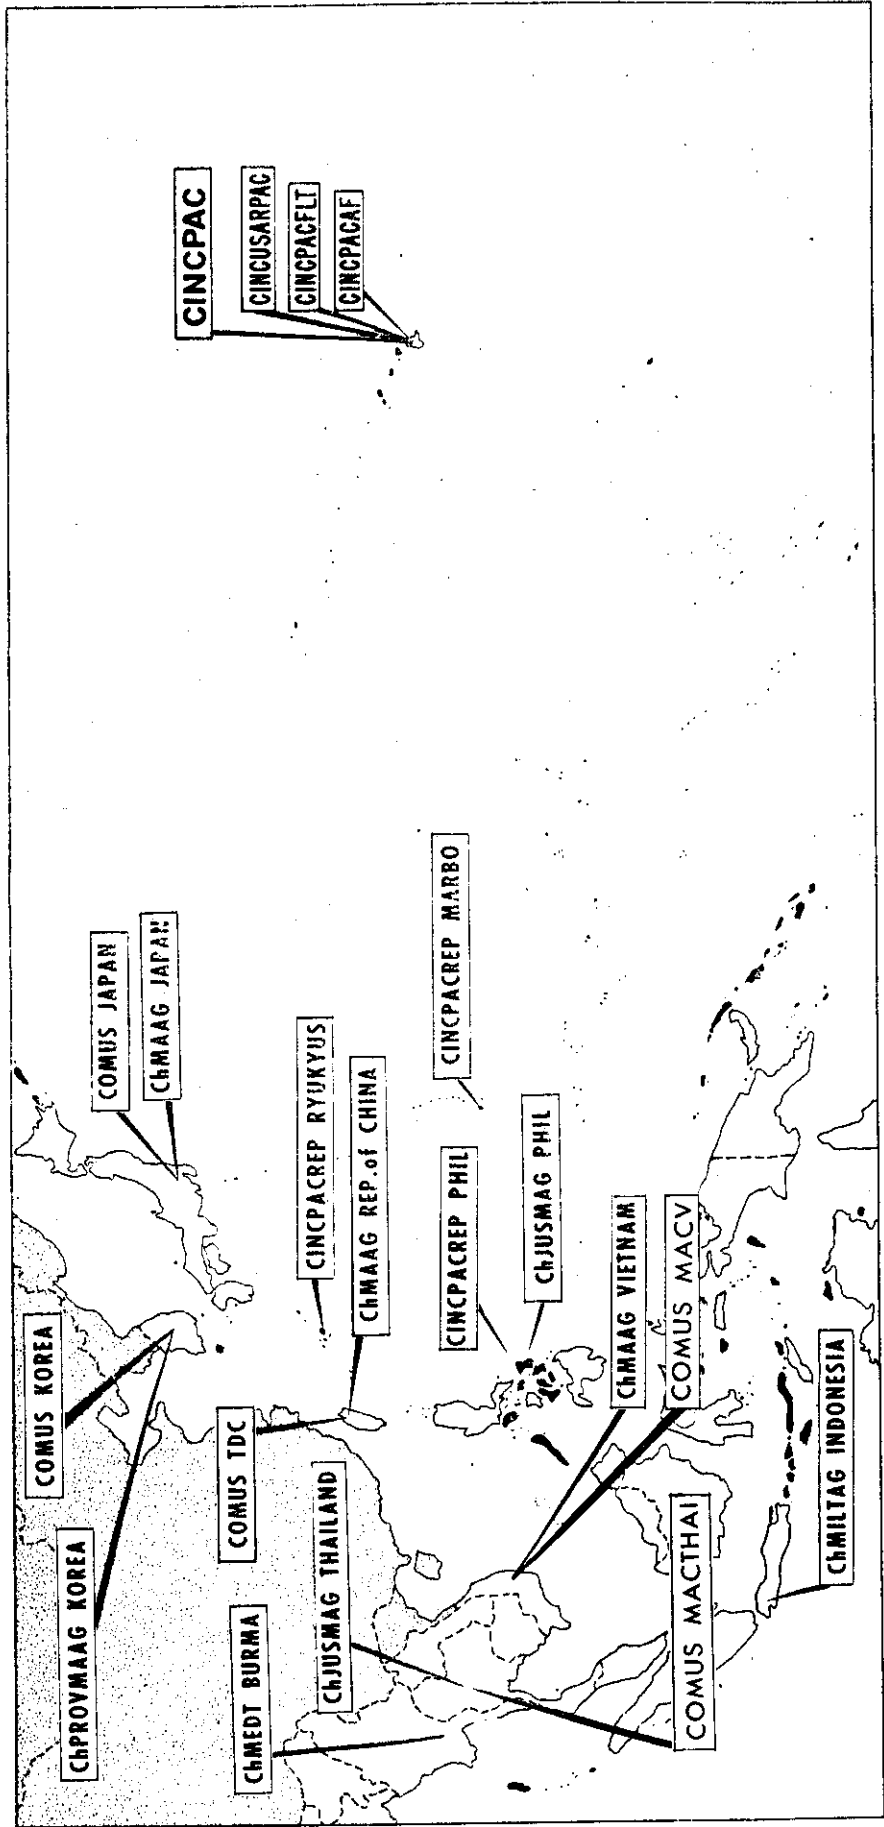 CINCPAC
CINCUSARPAC
CINCPACFLT
CINCPACAF
COMUS KOREA
ChPROVMAAG KOREA
COMUS JAPAN
ChMAAG JAPAN
COMUS TDC
CINCPACREP RYUKYUS
ChMAAG REP.of CHINA
ChMEDT BURMA
ChJUSMAG THAILAND
CINCPACREP MARBO
CINCPACREP PHIL
ChJUSMAG PHIL
ChMAAG VIETNAM
COMUS MACV
COMUS MACTHAI
ChMILTAG INDONESIA